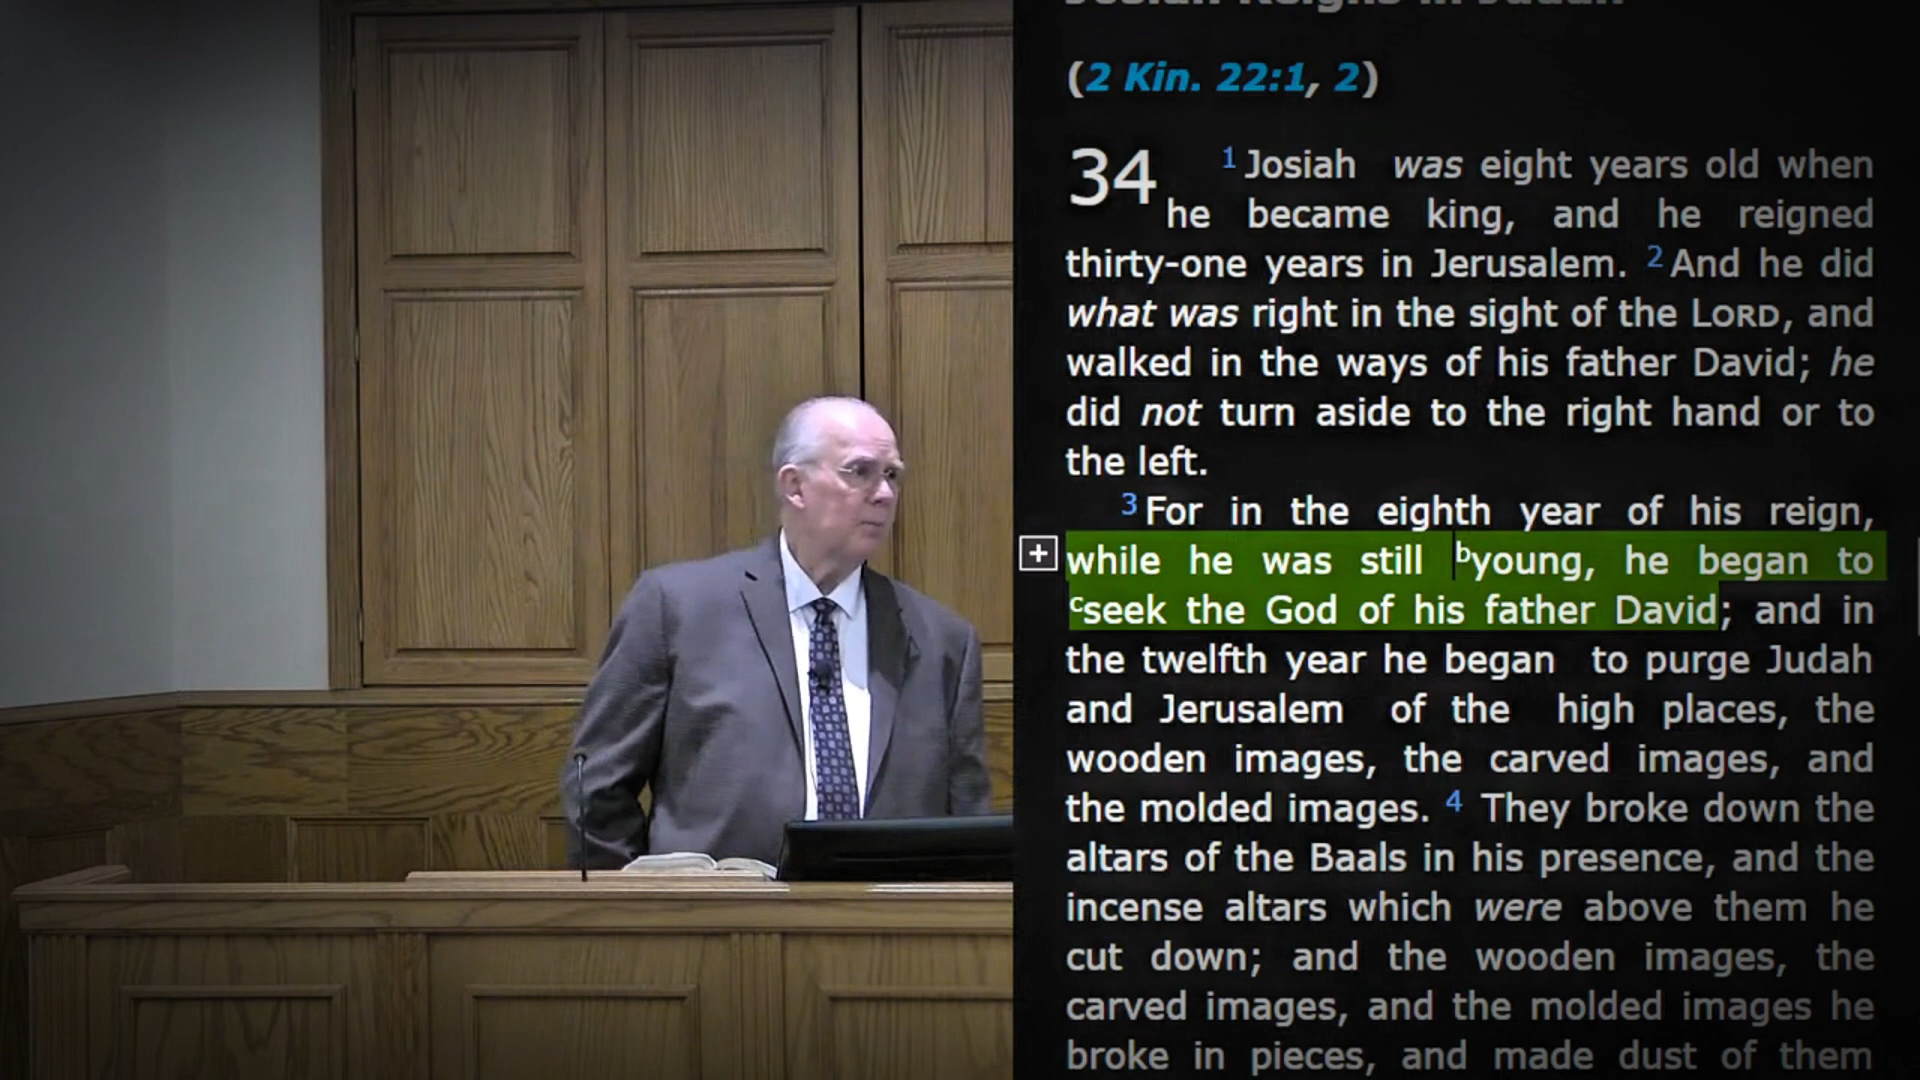 Josiah Reigns in Judah
(2 Kin. 22:1, 2)
34 1 Josiah was eight years old when
he became king, and he reigned
thirty-one years in Jerusalem. 2 And he did
what was right in the sight of the LORD, and
walked in the ways of his father David; he
did not turn aside to the right hand or to
the left.
3 For in the eighth year of his reign,
while he was still byoung, he began to
cseek the God of his father David; and in
the twelfth year he began to purge Judah
and Jerusalem of the high places, the
wooden images, the carved images, and
the molded images. 4 They broke down the
altars of the Baals in his presence, and the
incense altars which were above them he
cut down; and the wooden images, the
carved images, and the molded images he
broke in pieces, and made dust of them